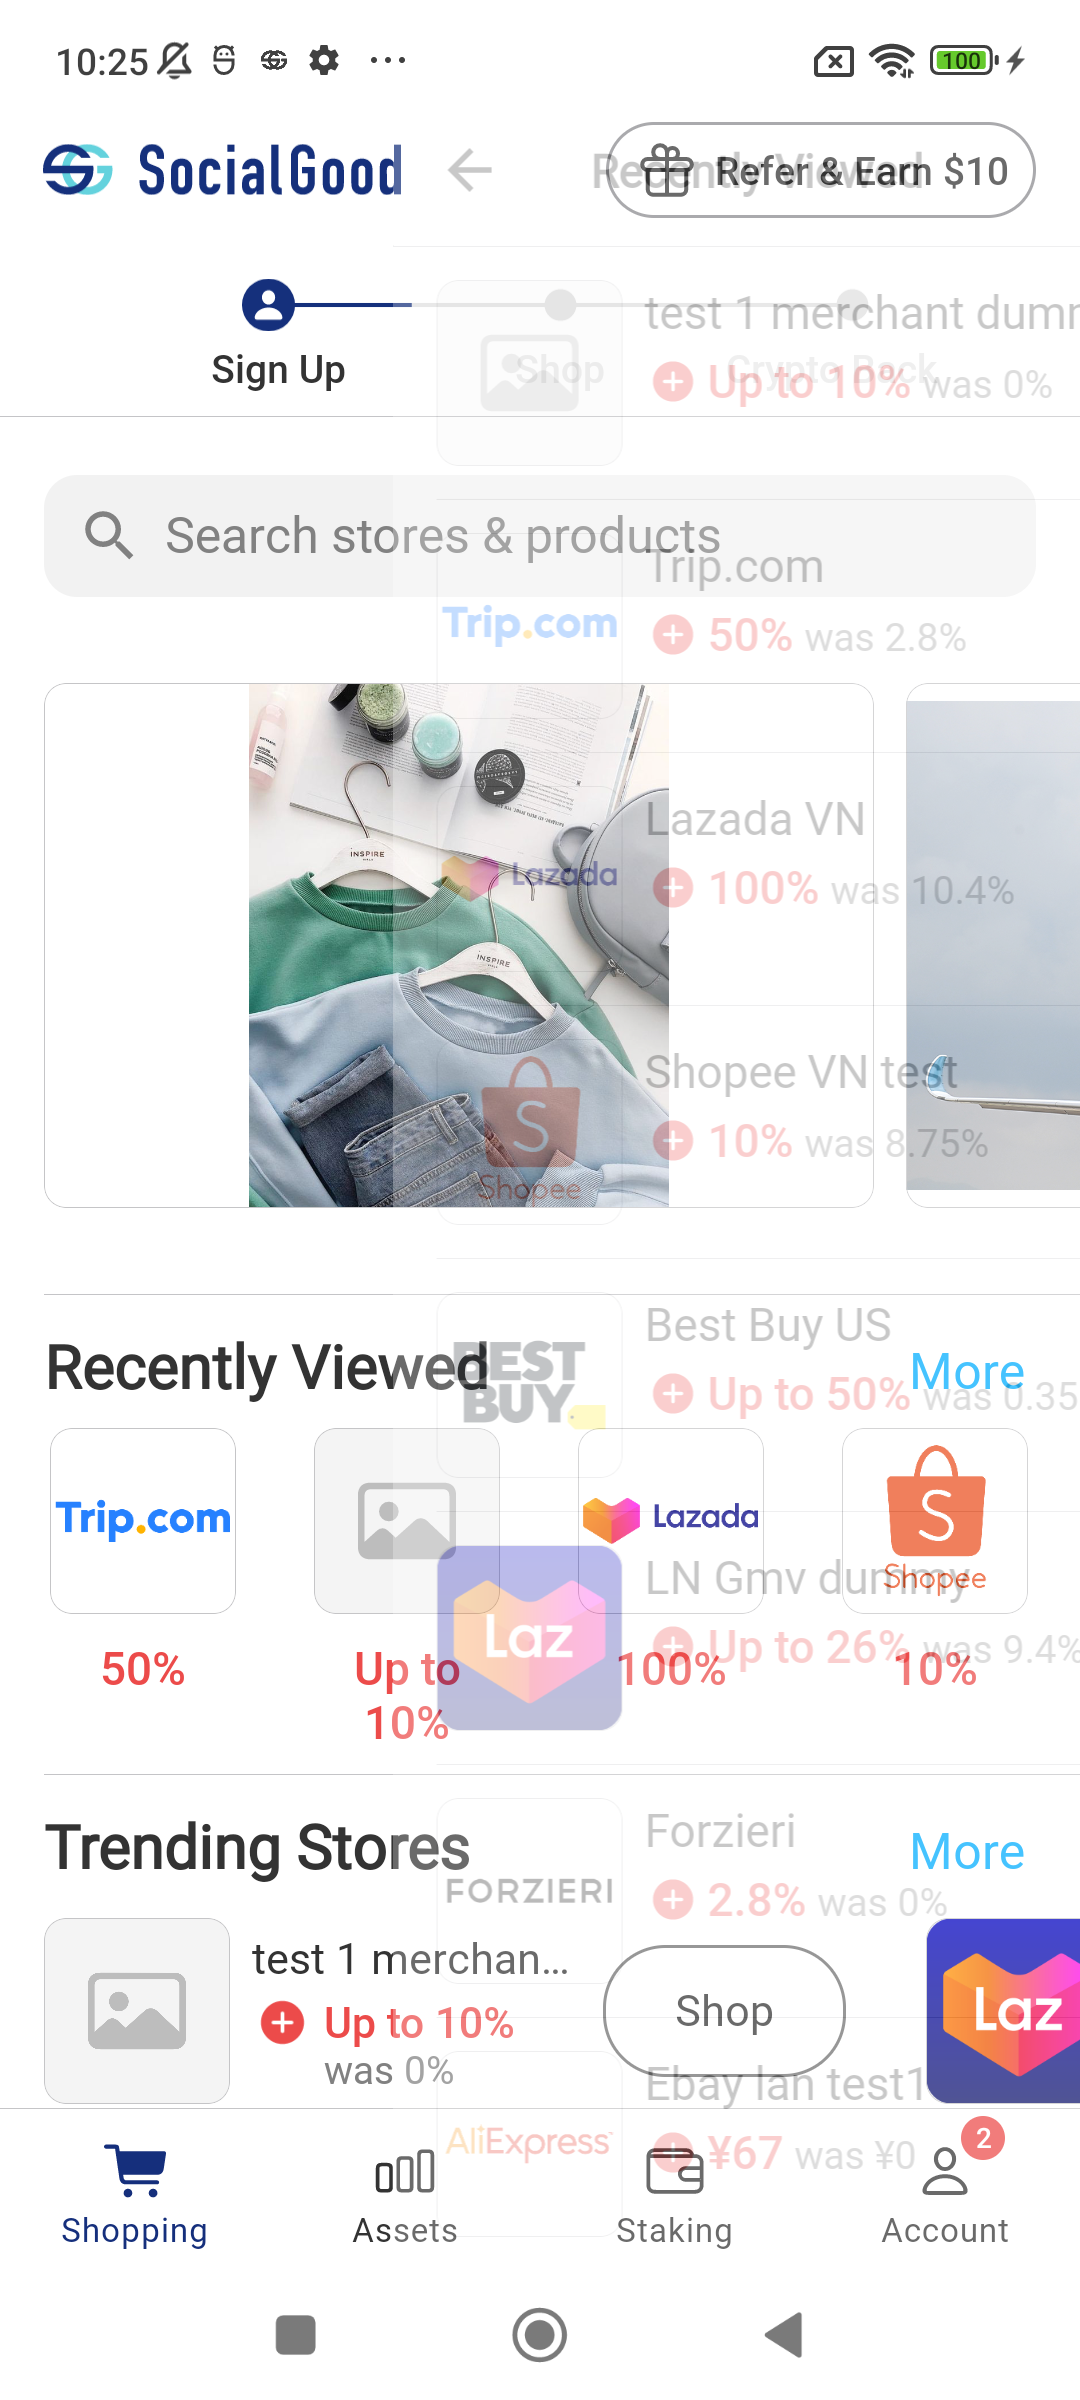 10:25
100
SocialGood
Recently Viewed
Refer & Earn $10
Sign Up
Shop
Crypto Back
test 1 merchant dumm
Up to 10% was 0%
Search stores & products
Trip.com
Trip.com
50% was 2.8%
INSPIRE
INSPIRE
Lazada VN
Lazada
100% was 10.4%
Shopee VN test
Shopee
10% was 8.75%
Best Buy US
BEST BUY
Up to 50% was 0.35
Recently Viewed
More
Trip.com
Lazada
Shopee
LN Gmv dummy
Laz
Up to 26% was 9.4%
50%
Up to
10%
100%
10%
Trending Stores
More
Forzieri
FORZIERI
2.8% was 0%
test 1 merchan...
Up to 10%
was 0%
Shop
Laz
Ebay lan test1
AliExpress
¥67 was ¥0
2
Shopping
Assets
Staking
Account